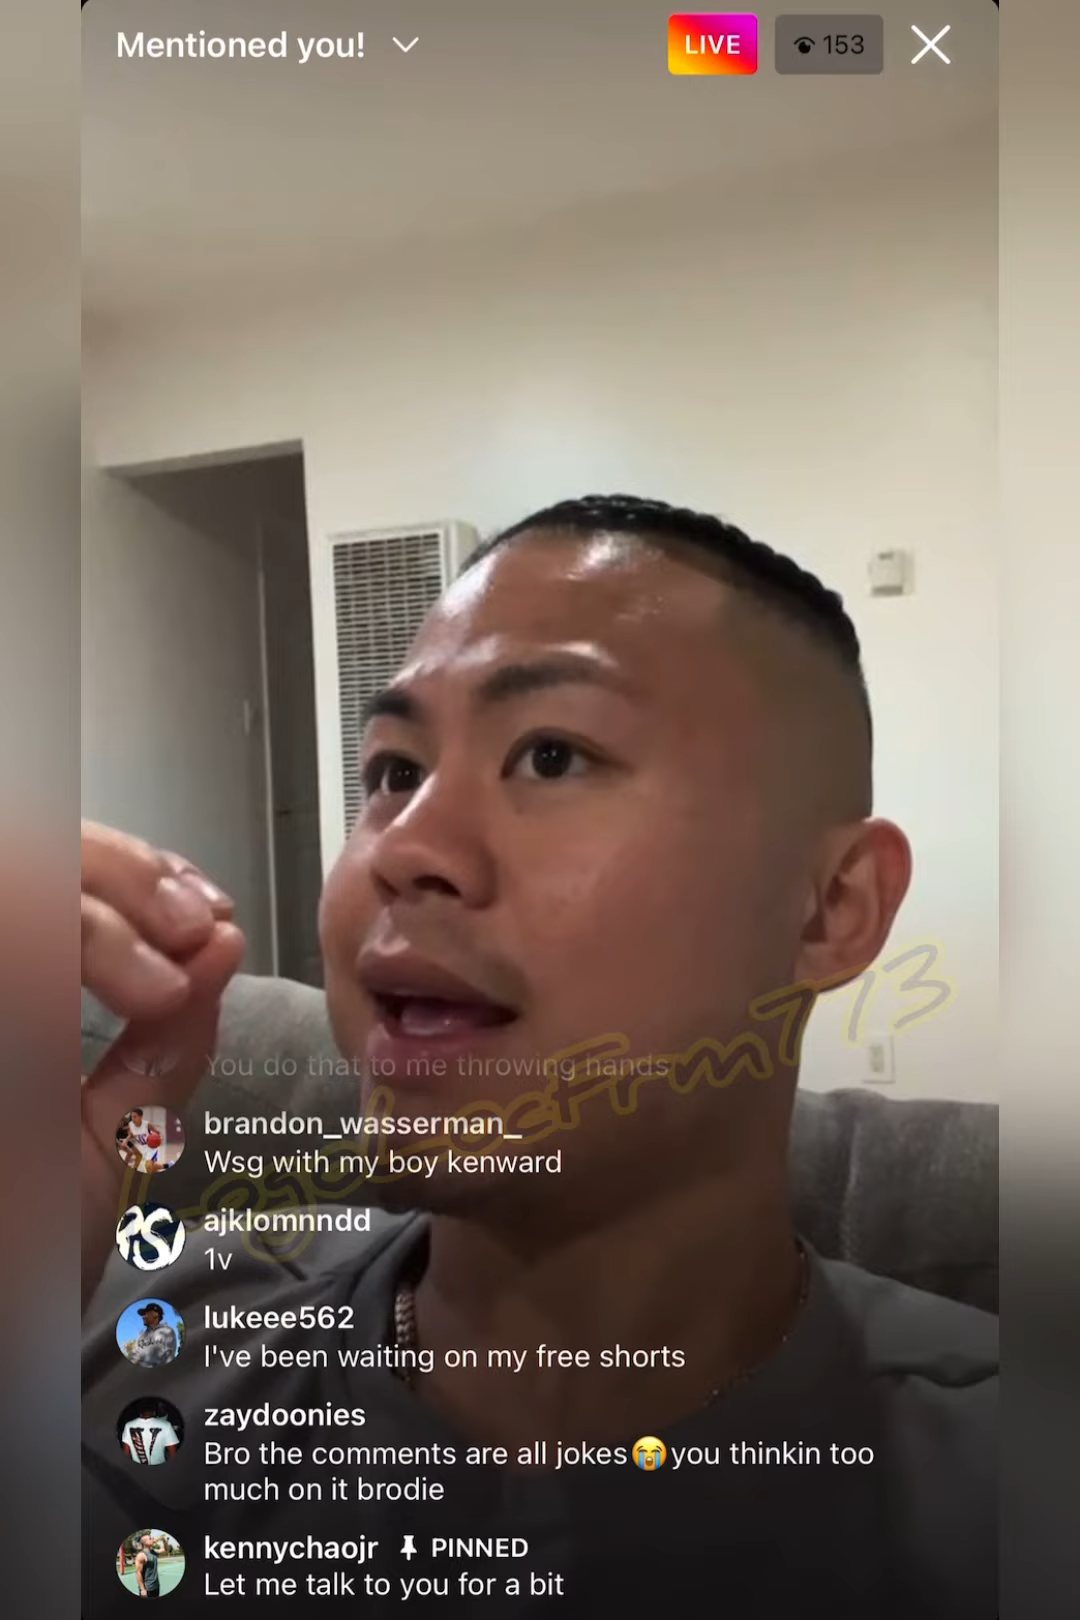 Mentioned you!
LIVE
153
You do that to me throwing hands
brandon_wasserman_
Wsg with my boy kenward
ajklomnndd
1v
lukeee562
I've been waiting on my free shorts
zaydoonies
Bro the comments are all jokes😭you thinkin too
much on it brodie
kennychaojr PINNED
Let me talk to you for a bit
LegoLocFrm773